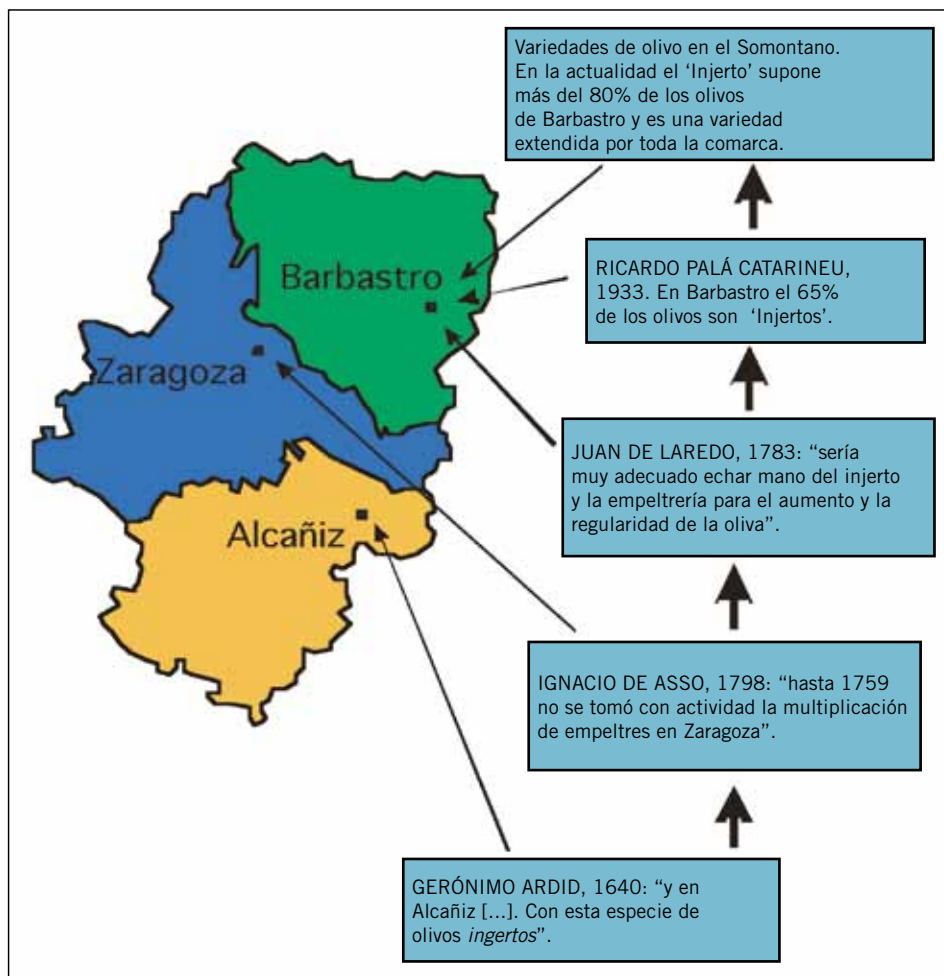 Variedades de olivo en el Somontano.
En la actualidad el ‘Injerto’ supone
más del 80% de los olivos
de Barbastro y es una variedad
extendida por toda la comarca.
Barbastro
RICARDO PALÁ CATARINEU,
1933. En Barbastro el 65%
de los olivos son ‘Injertos’.
Zaragoza
JUAN DE LAREDO, 1783: “sería
muy adecuado echar mano del injerto
y la empeltrería para el aumento y la
regularidad de la oliva”.
Alcañiz
IGNACIO DE ASSO, 1798: “hasta 1759
no se tomó con actividad la multiplicación
de empeltres en Zaragoza”.
GERÓNIMO ARDID, 1640: “y en
Alcañiz [...]. Con esta especie de
olivos ingertos”.